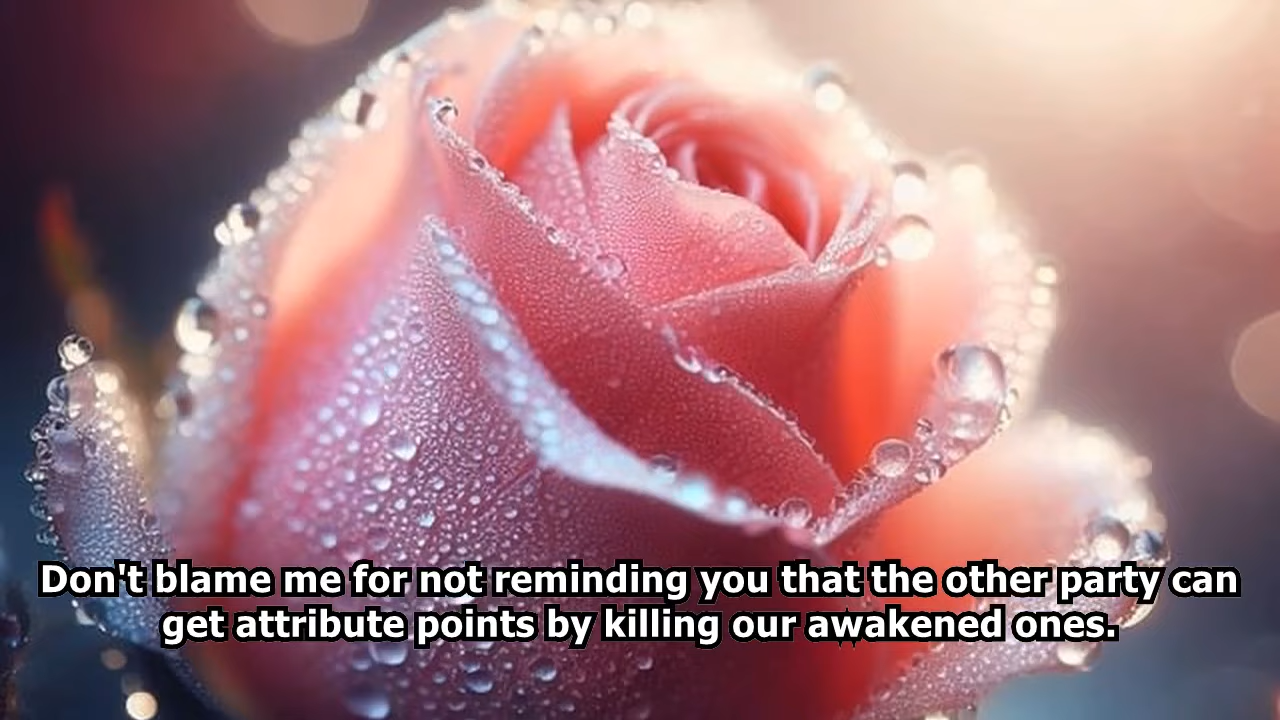 Don't blame me for not reminding you that the other party can
get attribute points by killing our awakened ones.